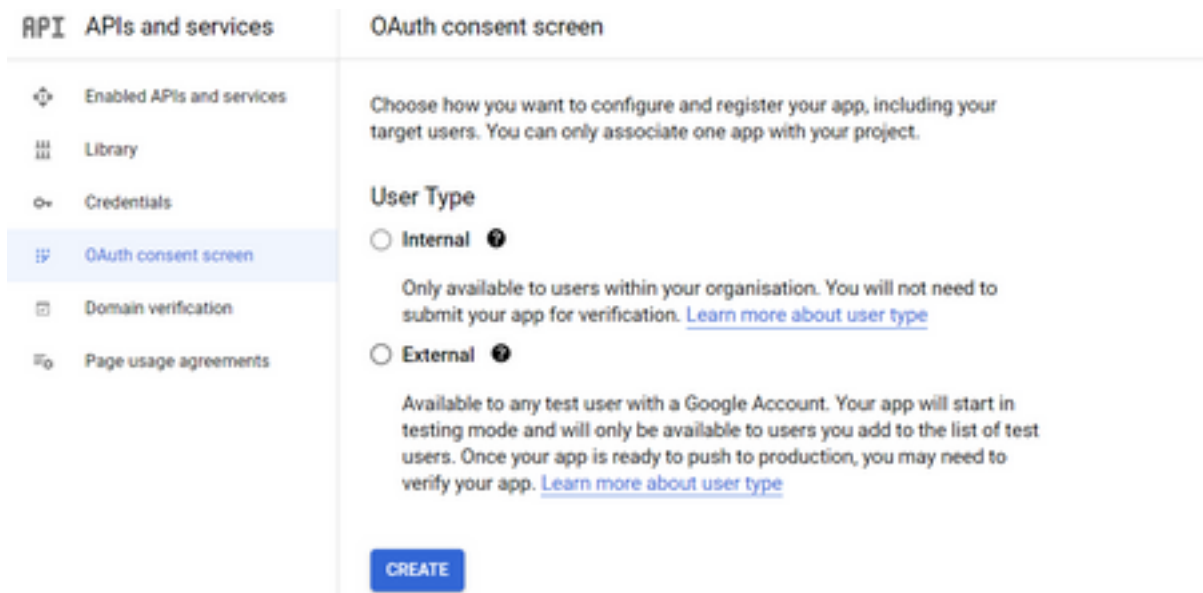 API APIs and services
OAuth consent screen
Enabled APIs and services
Library
Credentials
OAuth consent screen
Domain verification
Page usage agreements
Choose how you want to configure and register your app, including your
target users. You can only associate one app with your project.
User Type
Internal
Only available to users within your organisation. You will not need to
submit your app for verification. Learn more about user type
External
Available to any test user with a Google Account. Your app will start in
testing mode and will only be available to users you add to the list of test
users. Once your app is ready to push to production, you may need to
verify your app. Learn more about user type
CREATE